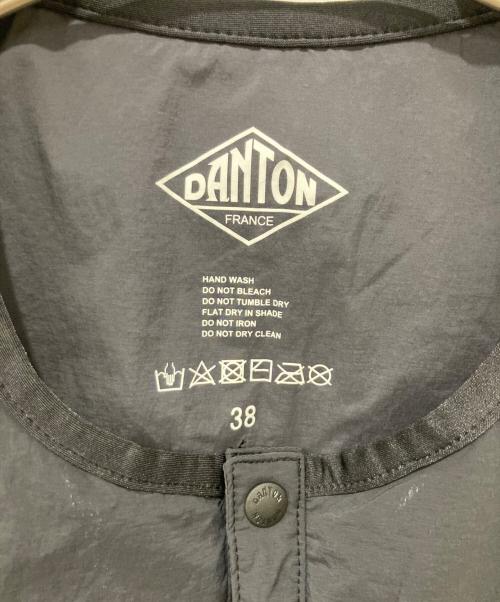 DANTON
FRANCE
HAND WASH
DO NOT BLEACH
DO NOT TUMBLE DRY
FLAT DRY IN SHADE
DO NOT IRON
DO NOT DRY CLEAN
38
DANTON